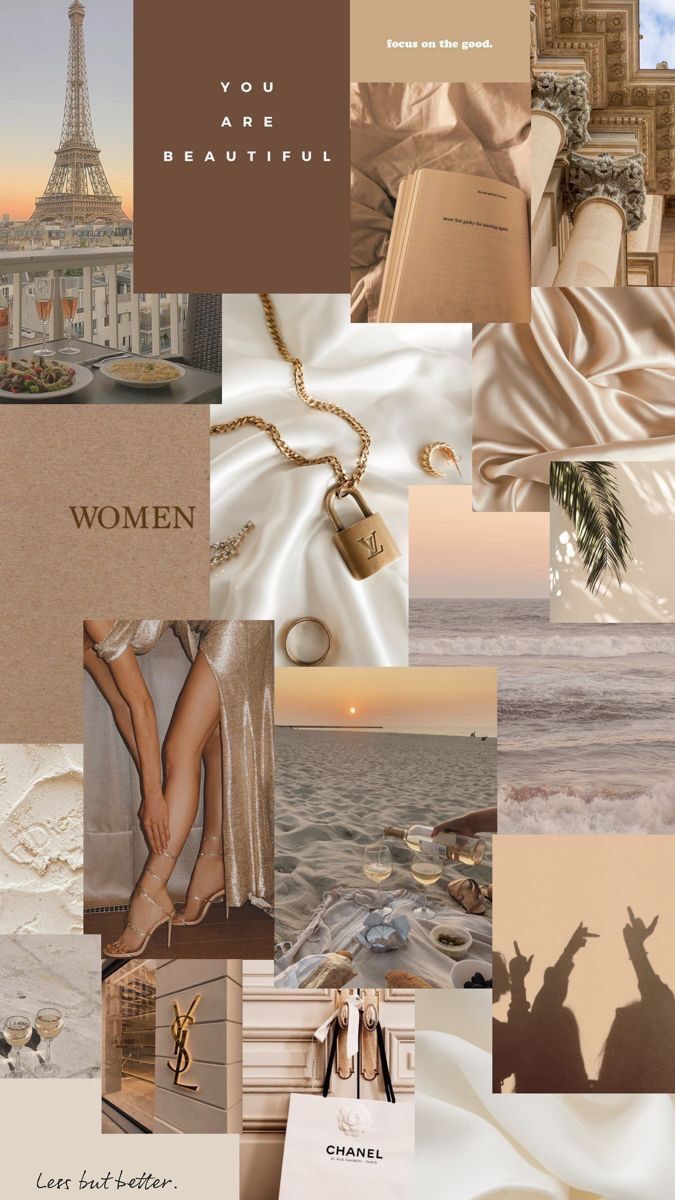 focus on the good.
YOU
ARE
BEAUTIFUL
never feel guilty for starting again
WOMEN
LV
YSL
CHANEL
Less but better.